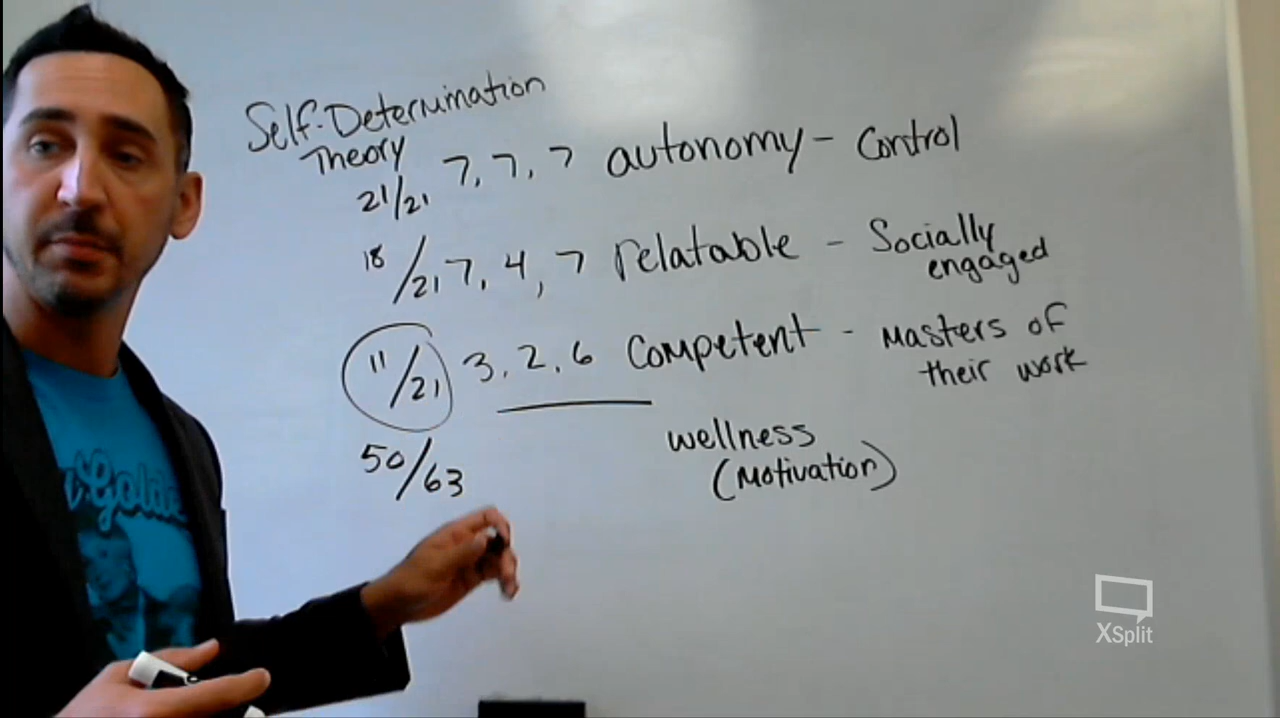 Self-Determination
Theory
21/21 7, 7, 7 autonomy - Control
18/21 7, 4, 7 relatable - Socially
engaged
11/21 3, 2, 6 Competent - Masters of
their work
50/63
wellness
(Motivation)
Golde
XSplit